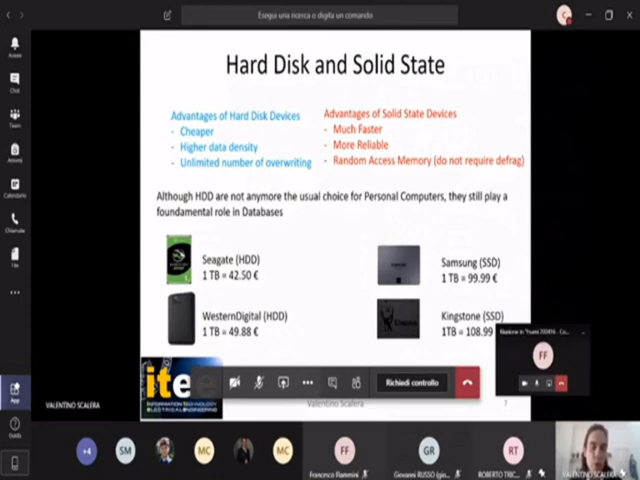 Esegui una ricerca o digita un comando
Hard Disk and Solid State
Advantages of Hard Disk Devices
- Cheaper
- Higher data density
- Unlimited number of overwriting
Advantages of Solid State Devices
- Much Faster
- More Reliable
- Random Access Memory (do not require defrag)
Although HDD are not anymore the usual choice for Personal Computers, they still play a
foundamental role in Databases
Seagate (HDD)
1 TB = 42.50 €
Samsung (SSD)
1 TB = 99.99 €
WesternDigital (HDD)
1 TB = 49.88 €
Kingstone (SSD)
1TB = 108.99
Chat
Team
Attività
Calendario
Chiamate
File
App
Guida
FF
Richiedi controllo
INFORMATION TECHNOLOGY
ELECTRICAL ENGINEERING
Valentino Scalera
7
VALENTINO SCALERA
+4
SM
MC
MC
FF
GR
RT
Francesco Flammini
Giovanni RUSSO
VALENTINO SCALERA